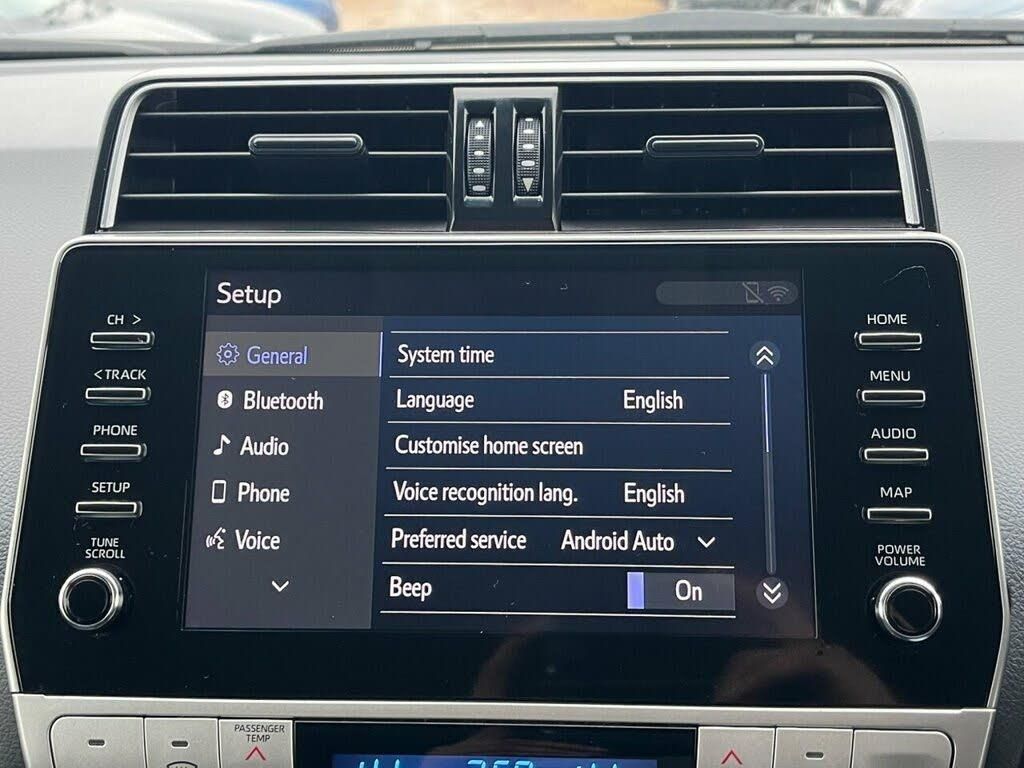 Setup
General
Bluetooth
Audio
Phone
Voice
System time
Language English
Customise home screen
Voice recognition lang. English
Preferred service Android Auto
Beep On
CH >
< TRACK
PHONE
SETUP
TUNE
SCROLL
HOME
MENU
AUDIO
MAP
POWER
VOLUME
PASSENGER
TEMP